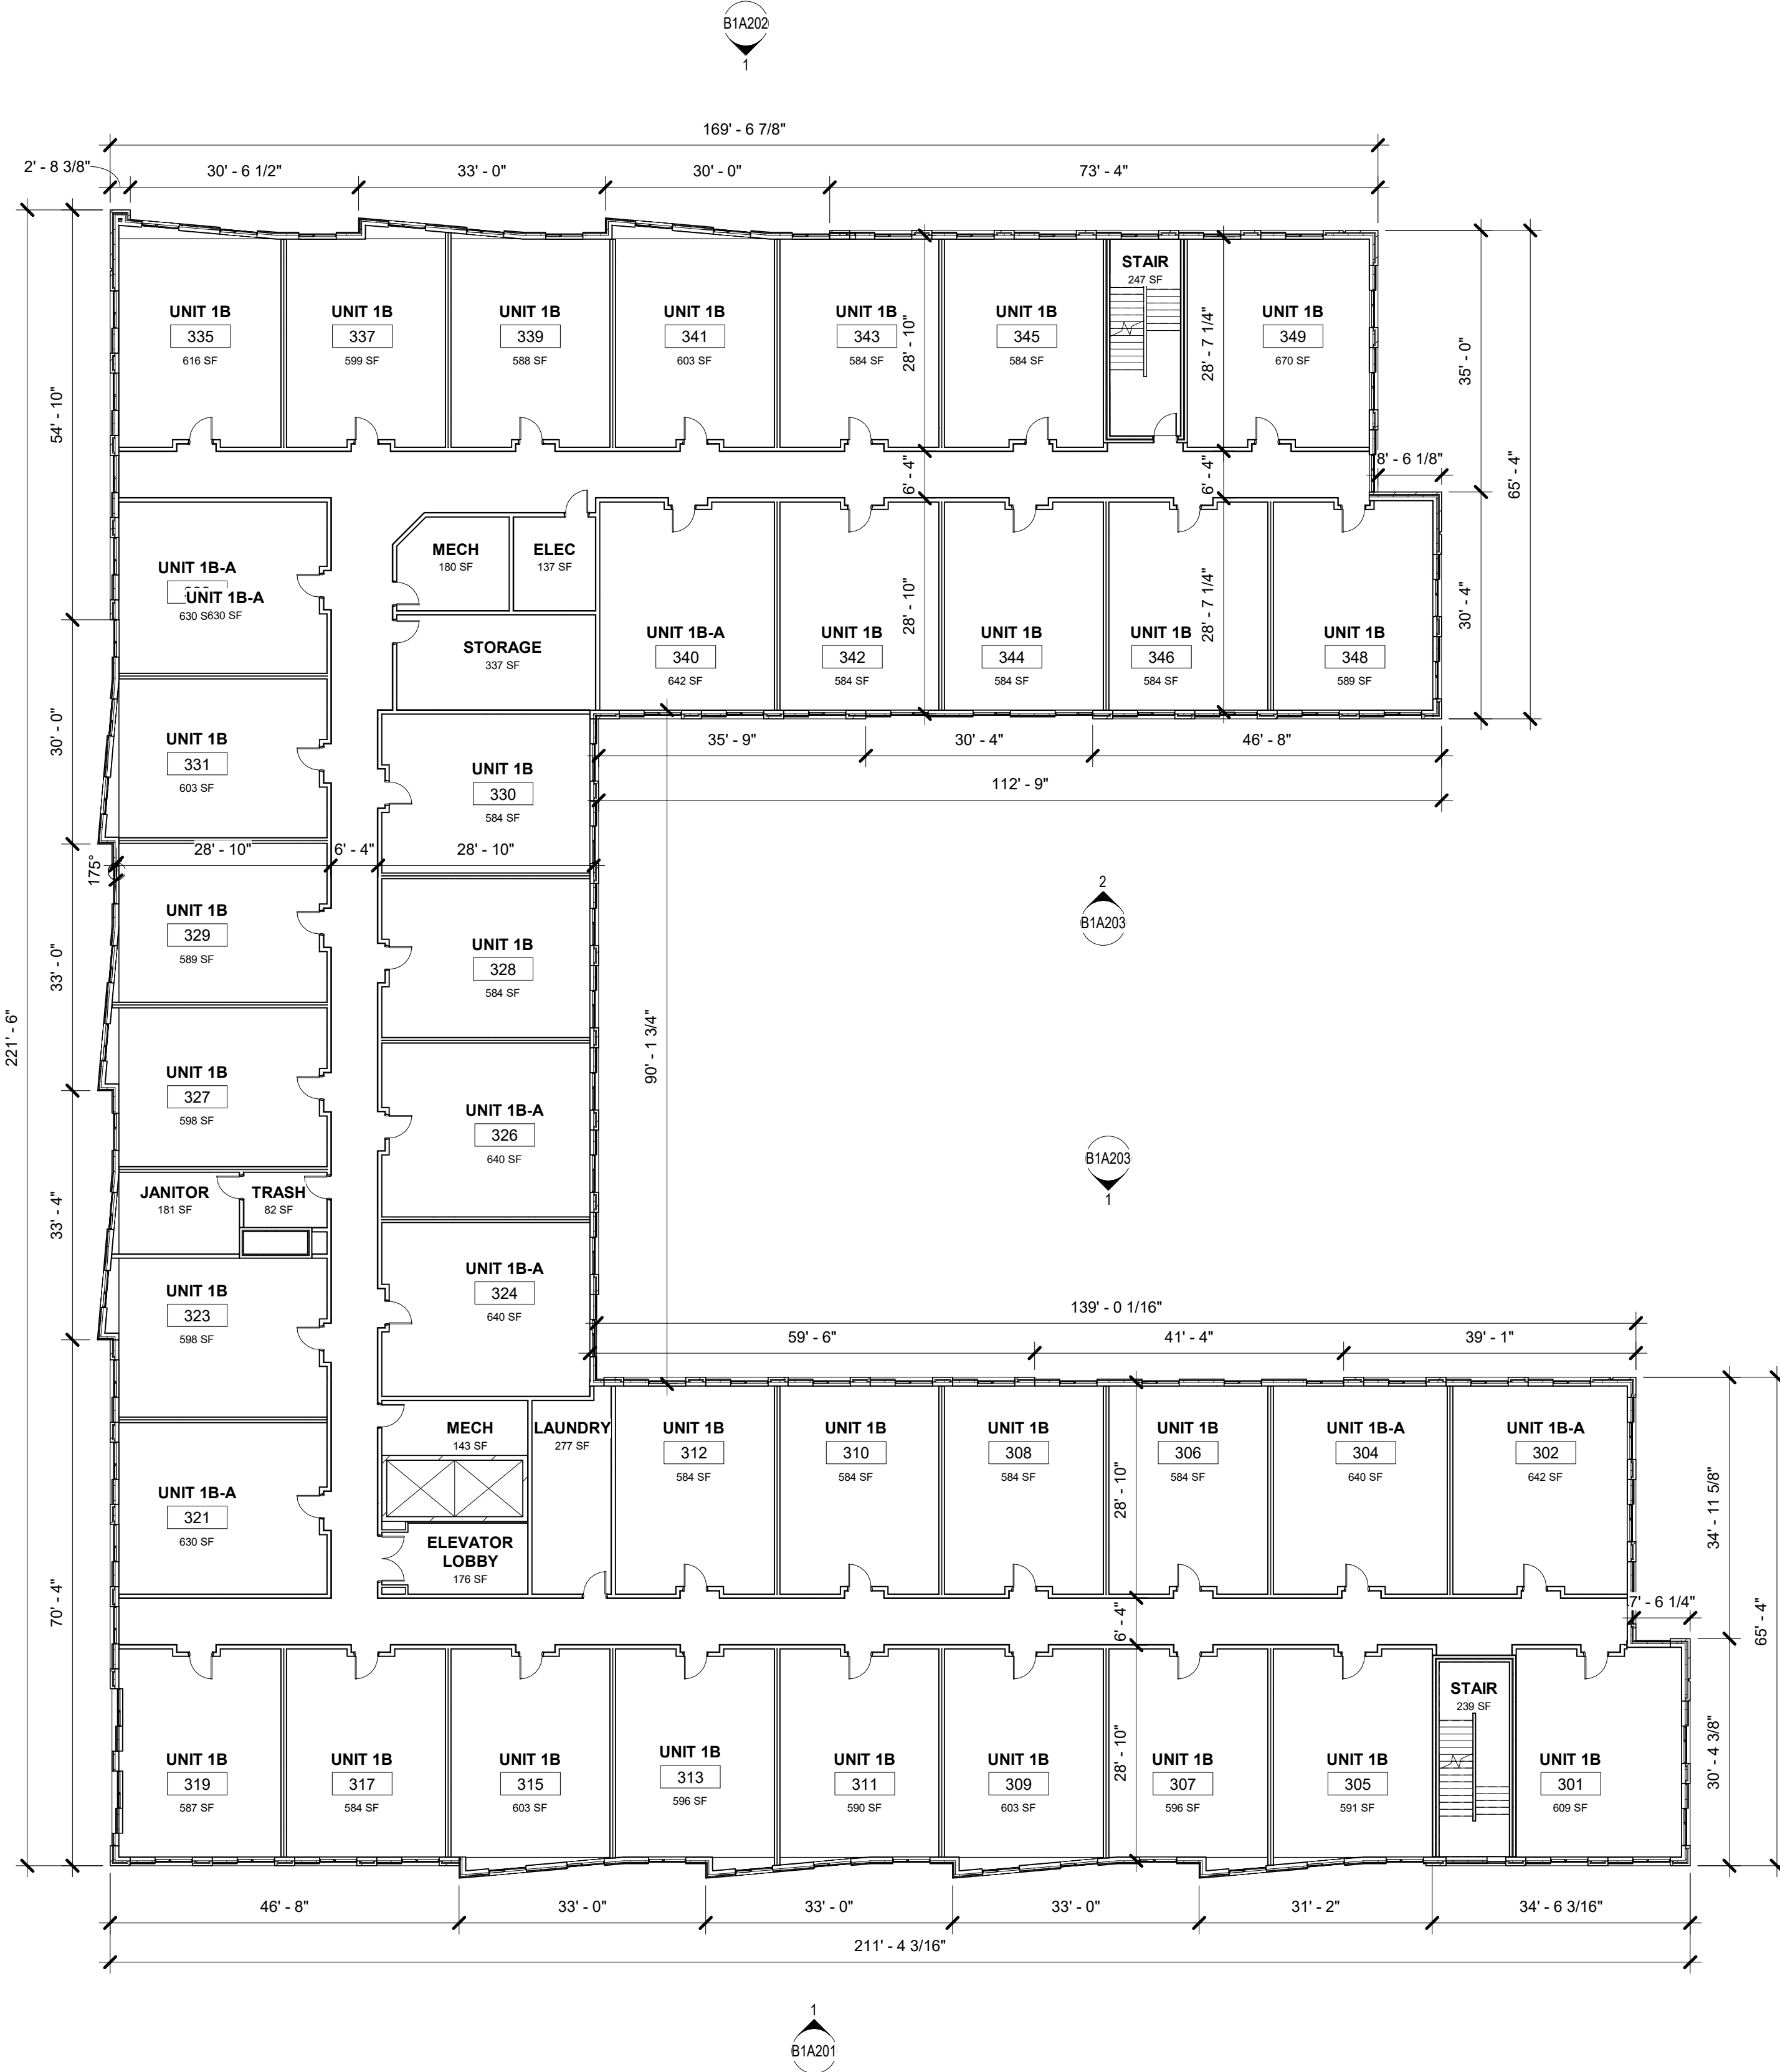 B1A202
1
169' - 6 7/8"
2' - 8 3/8"
30' - 6 1/2"
33' - 0"
30' - 0"
73' - 4"
UNIT 1B
335
616 SF
UNIT 1B
337
599 SF
UNIT 1B
339
588 SF
UNIT 1B
341
603 SF
UNIT 1B
343
584 SF
28' - 10"
UNIT 1B
345
584 SF
STAIR
247 SF
28' - 7 1/4"
UNIT 1B
349
670 SF
35' - 0"
65' - 4"
54' - 10"
6' - 4"
6' - 4"
8' - 6 1/8"
UNIT 1B-A
UNIT 1B-A
630 S630 SF
MECH
180 SF
ELEC
137 SF
STORAGE
337 SF
UNIT 1B-A
340
642 SF
UNIT 1B
342
584 SF
28' - 10"
UNIT 1B
344
584 SF
UNIT 1B
346
584 SF
28' - 7 1/4"
UNIT 1B
348
589 SF
30' - 4"
30' - 0"
UNIT 1B
331
603 SF
UNIT 1B
330
584 SF
35' - 9"
30' - 4"
46' - 8"
112' - 9"
175°
28' - 10"
6' - 4"
28' - 10"
2
B1A203
33' - 0"
UNIT 1B
329
589 SF
UNIT 1B
328
584 SF
221' - 6"
90' - 1 3/4"
UNIT 1B
327
598 SF
UNIT 1B-A
326
640 SF
B1A203
1
33' - 4"
JANITOR
181 SF
TRASH
82 SF
UNIT 1B
323
598 SF
UNIT 1B-A
324
640 SF
139' - 0 1/16"
59' - 6"
41' - 4"
39' - 1"
UNIT 1B-A
321
630 SF
MECH
143 SF
LAUNDRY
277 SF
ELEVATOR
LOBBY
176 SF
UNIT 1B
312
584 SF
UNIT 1B
310
584 SF
UNIT 1B
308
584 SF
28' - 10"
UNIT 1B
306
584 SF
UNIT 1B-A
304
640 SF
UNIT 1B-A
302
642 SF
34' - 11 5/8"
70' - 4"
6' - 4"
7' - 6 1/4"
65' - 4"
UNIT 1B
319
587 SF
UNIT 1B
317
584 SF
UNIT 1B
315
603 SF
UNIT 1B
313
596 SF
UNIT 1B
311
590 SF
UNIT 1B
309
603 SF
28' - 10"
UNIT 1B
307
596 SF
UNIT 1B
305
591 SF
STAIR
239 SF
UNIT 1B
301
609 SF
30' - 4 3/8"
46' - 8"
33' - 0"
33' - 0"
33' - 0"
31' - 2"
34' - 6 3/16"
211' - 4 3/16"
1
B1A201